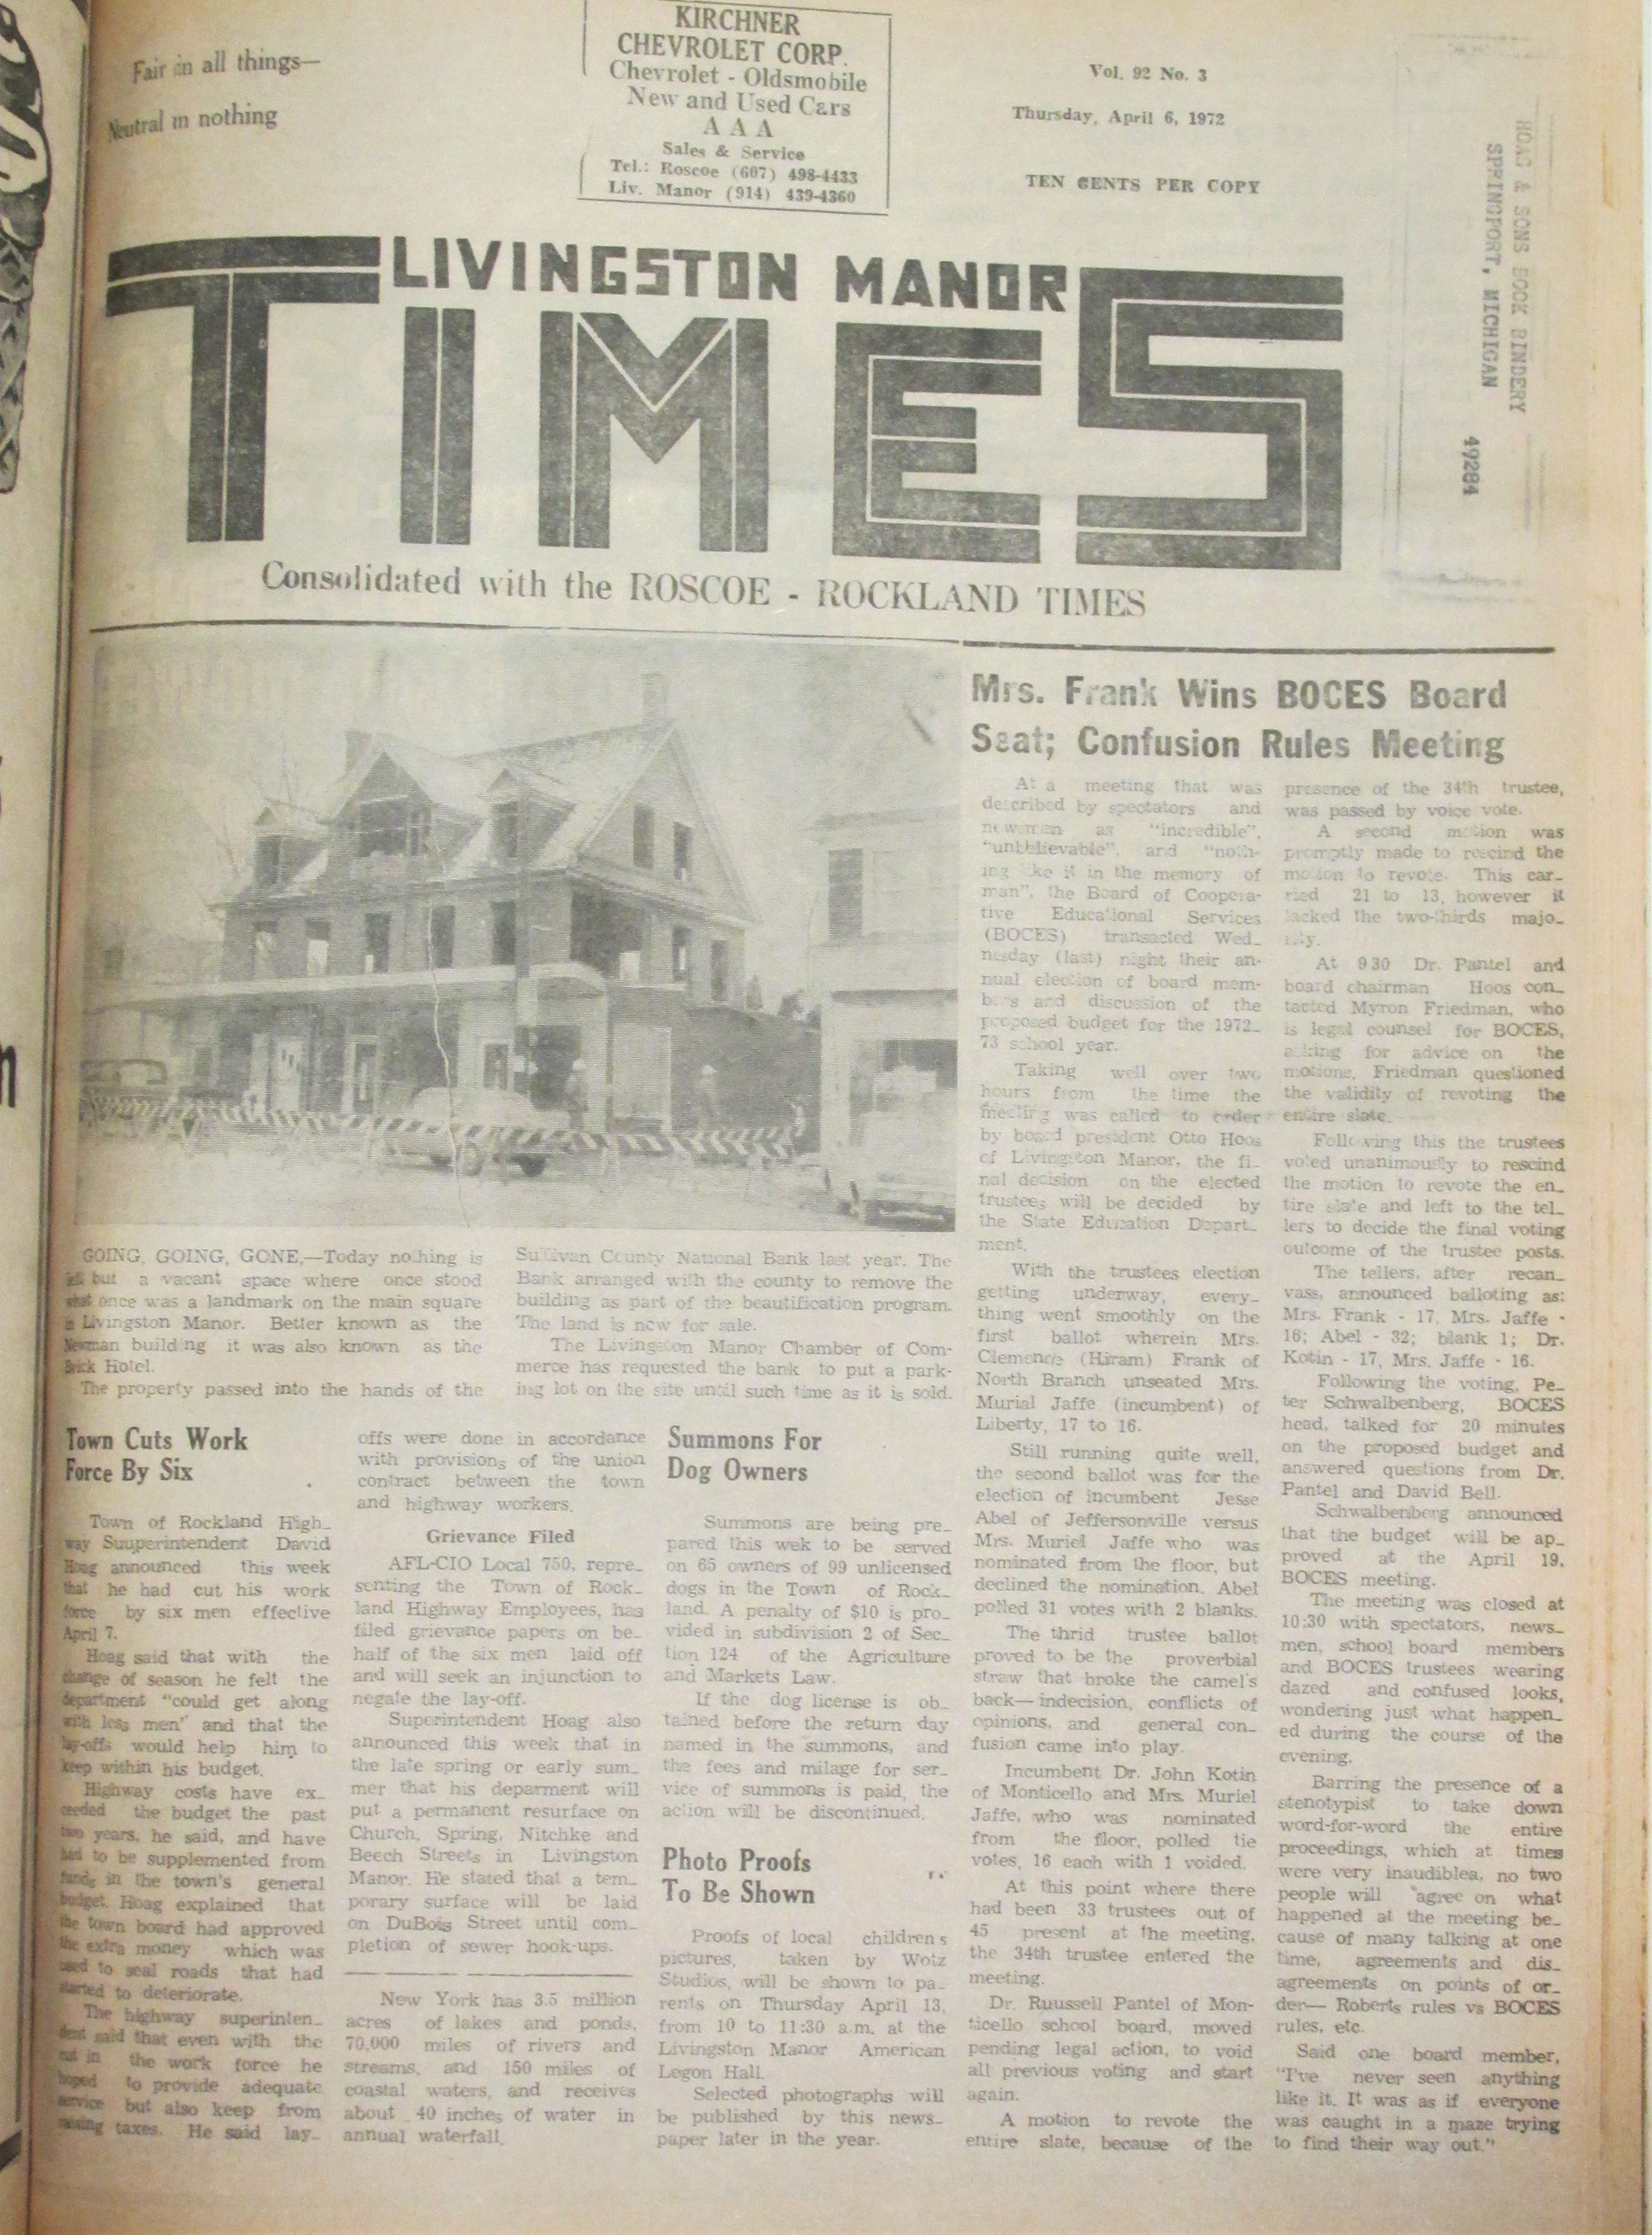 Fair in all things—
Neutral in nothing
KIRCHNER
CHEVROLET CORP.
Chevrolet - Oldsmobile
New and Used Cars
A A A
Sales & Service
Tel.: Roscoe (607) 498-4433
Liv. Manor (914) 439-4360
Vol. 92 No. 3
Thursday, April 6, 1972
TEN CENTS PER COPY
HOAG & SONS BOOK BINDERY
SPRINGPORT, MICHIGAN
49284
LIVINGSTON MANOR
TIMES
Consolidated with the ROSCOE - ROCKLAND TIMES
GOING, GOING, GONE,—Today nothing is
but a vacant space where once stood
what once was a landmark on the main square
Livingston Manor. Better known as the
building it was also known as the
Brick Hotel.
The property passed into the hands of the
Sullivan County National Bank last year. The
Bank arranged with the county to remove the
building as part of the beautification program.
The land is now for sale.
The Livingston Manor Chamber of Com-
merce has requested the bank to put a park-
ing lot on the site until such time as it is sold.
Town Cuts Work
Force By Six
Town of Rockland High-
way Suuperintendent David
Hoag announced this week
that he had cut his work
force by six men effective
April 7.
Hoag said that with the
change of season he felt the
department "could get along
with less men" and that the
lay-offs would help him to
keep within his budget.
Highway costs have ex-
ceeded the budget the past
two years, he said, and have
had to be supplemented from
funds in the town's general
budget. Hoag explained that
the town board had approved
the extra money which was
used to seal roads that had
started to deteriorate.
The highway superinten-
dent said that even with the
cut in the work force he
hoped to provide adequate
service but also keep from
raising taxes. He said lay-
offs were done in accordance
with provisions of the union
contract between the town
and highway workers.
Grievance Filed
AFL-CIO Local 750, repre-
senting the Town of Rock-
land Highway Employees, has
filed grievance papers on be-
half of the six men laid off
and will seek an injunction to
negate the lay-off.
Superintendent Hoag also
announced this week that in
the late spring or early sum-
mer that his deparment will
put a permanent resurface on
Church, Spring, Nitchke and
Beech Streets in Livingston
Manor. He stated that a tem-
porary surface will be laid
on DuBois Street until com-
pletion of sewer hook-ups.
New York has 3.5 million
acres of lakes and ponds,
70,000 miles of rivers and
streams, and 150 miles of
coastal waters, and receives
about 40 inches of water in
annual waterfall.
Summons For
Dog Owners
Summons are being pre-
pared this wek to be served
on 65 owners of 99 unlicensed
dogs in the Town of Rock-
land. A penalty of $10 is pro-
vided in subdivision 2 of Sec-
tion 124 of the Agriculture
and Markets Law.
If the dog license is ob-
tained before the return day
named in the summons, and
the fees and milage for ser-
vice of summons is paid, the
action will be discontinued.
Photo Proofs
To Be Shown
Proofs of local childrens
pictures, taken by Wotz
Studios, will be shown to pa-
rents on Thursday April 13,
from 10 to 11:30 a.m. at the
Livingston Manor American
Legon Hall.
Selected photographs will
be published by this news-
paper later in the year.
Mrs. Frank Wins BOCES Board
Seat; Confusion Rules Meeting
At a meeting that was
described by spectators and
newsmen as "incredible",
"unbelievable", and "noth-
ing like it in the memory of
man", the Board of Coopera-
tive Educational Services
(BOCES) transacted Wed-
nesday (last) night their an-
nual election of board mem-
bers and discussion of the
proposed budget for the 1972-
73 school year.
Taking well over two
hours from the time the
meeting was called to order
by board president Otto Hoos
of Livingston Manor, the fi-
nal decision on the elected
trustees will be decided by
the State Education Depart-
ment.
With the trustees election
getting underway, every-
thing went smoothly on the
first ballot wherein Mrs.
Clemence (Hiram) Frank of
North Branch unseated Mrs.
Murial Jaffe (incumbent) of
Liberty, 17 to 16.
Still running quite well,
the second ballot was for the
election of incumbent Jesse
Abel of Jeffersonville versus
Mrs. Muriel Jaffe who was
nominated from the floor, but
declined the nomination. Abel
polled 31 votes with 2 blanks.
The thrid trustee ballot
proved to be the proverbial
straw that broke the camel's
back—indecision, conflicts of
opinions, and general con-
fusion came into play.
Incumbent Dr. John Kotin
of Monticello and Mrs. Muriel
Jaffe, who was nominated
from the floor, polled tie
votes, 16 each with 1 voided.
At this point where there
had been 33 trustees out of
45 present at the meeting,
the 34th trustee entered the
meeting.
Dr. Ruussell Pantel of Mon-
ticello school board, moved
pending legal action, to void
all previous voting and start
again.
A motion to revote the
entire slate, because of the
presence of the 34th trustee,
was passed by voice vote.
A second motion was
promptly made to rescind the
motion to revote. This car-
ried 21 to 13, however it
lacked the two-thirds majo-
rity.
At 930 Dr. Pantel and
board chairman Hoos con-
tacted Myron Friedman, who
is legal counsel for BOCES,
asking for advice on the
motions. Friedman questioned
the validity of revoting the
entire slate.
Following this the trustees
voted unanimously to rescind
the motion to revote the en-
tire slate and left to the tel-
lers to decide the final voting
outcome of the trustee posts.
The tellers, after recan-
vass, announced balloting as:
Mrs. Frank - 17, Mrs. Jaffe -
16; Abel - 32; blank 1; Dr.
Kotin - 17, Mrs. Jaffe - 16.
Following the voting, Pe-
ter Schwalbenberg, BOCES
head, talked for 20 minutes
on the proposed budget and
answered questions from Dr.
Pantel and David Bell.
Schwalbenberg announced
that the budget will be ap-
proved at the April 19,
BOCES meeting.
The meeting was closed at
10:30 with spectators, news-
men, school board members
and BOCES trustees wearing
dazed and confused looks,
wondering just what happen-
ed during the course of the
evening.
Barring the presence of a
stenotypist to take down
word-for-word the entire
proceedings, which at times
were very inaudiblea, no two
people will agree on what
happened at the meeting be-
cause of many talking at one
time, agreements and dis-
agreements on points of or-
der— Roberts rules vs BOCES
rules, etc.
Said one board member,
"I've never seen anything
like it. It was as if everyone
was caught in a maze trying
to find their way out."